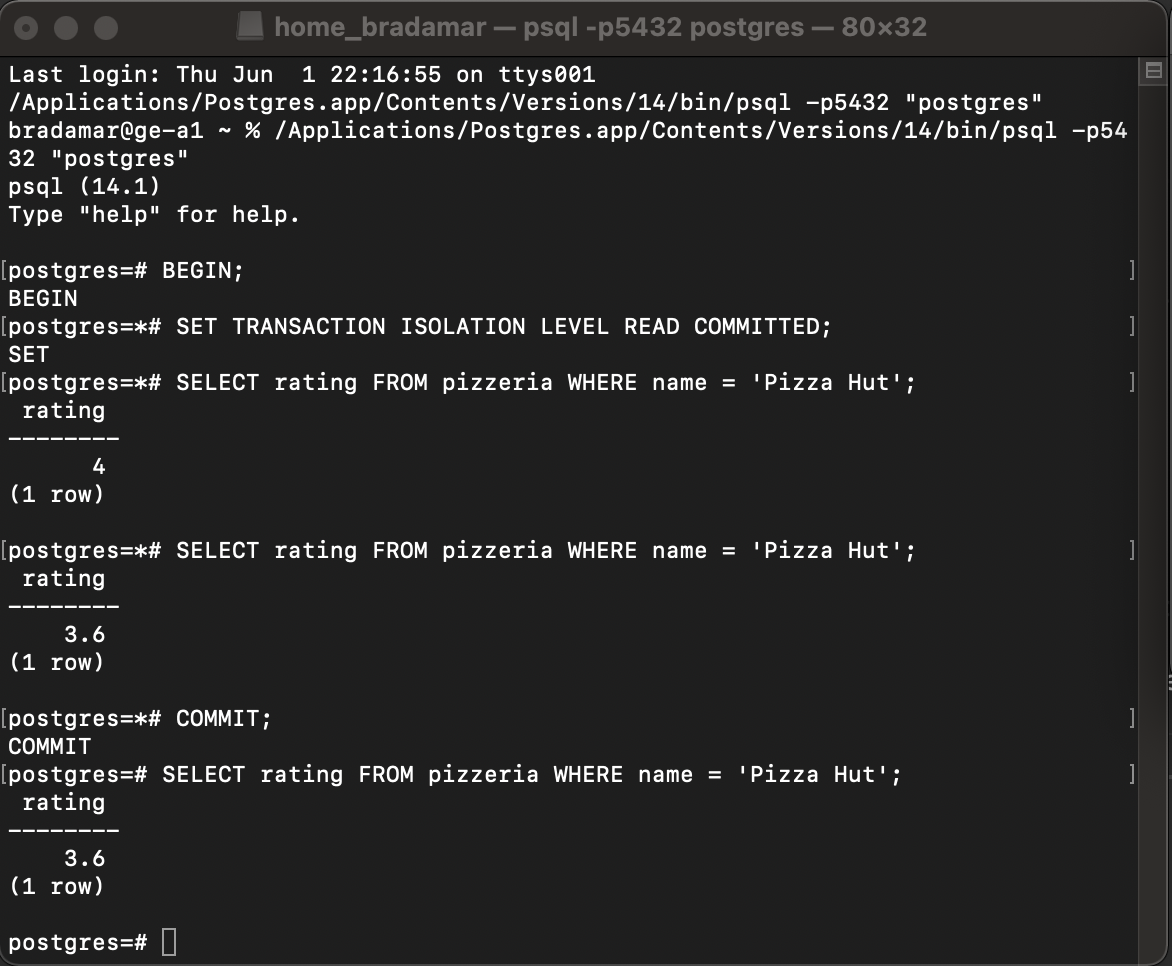 home_bradamar — psql -p5432 postgres — 80×32
Last login: Thu Jun  1 22:16:55 on ttys001
/Applications/Postgres.app/Contents/Versions/14/bin/psql -p5432 "postgres"
bradamar@ge-a1 ~ % /Applications/Postgres.app/Contents/Versions/14/bin/psql -p54
32 "postgres"
psql (14.1)
Type "help" for help.
[postgres=# BEGIN; ]
BEGIN
[postgres=*# SET TRANSACTION ISOLATION LEVEL READ COMMITTED; ]
SET
[postgres=*# SELECT rating FROM pizzeria WHERE name = 'Pizza Hut'; ]
rating
--------
4
(1 row)
[postgres=*# SELECT rating FROM pizzeria WHERE name = 'Pizza Hut'; ]
rating
--------
3.6
(1 row)
[postgres=*# COMMIT; ]
COMMIT
[postgres=# SELECT rating FROM pizzeria WHERE name = 'Pizza Hut'; ]
rating
--------
3.6
(1 row)
postgres=#